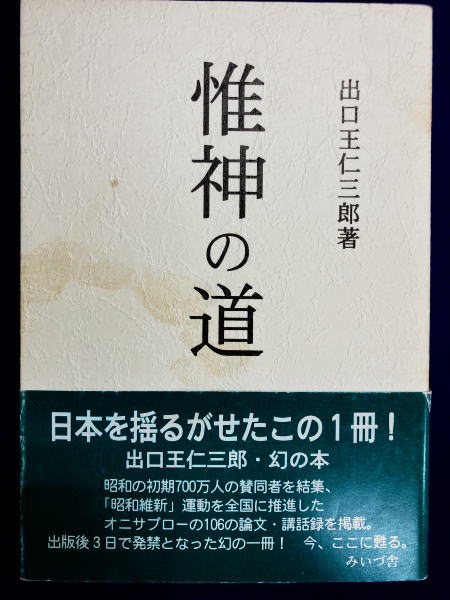 出口王仁三郎著
惟神の道
日本を揺るがせたこの1冊！
出口王仁三郎・幻の本
昭和の初期700万人の賛同者を結集、
「昭和維新」運動を全国に推進した
オニサブローの106の論文・講話録を掲載。
出版後3日で発禁となった幻の一冊！　今、ここに甦る。
みいづ舎